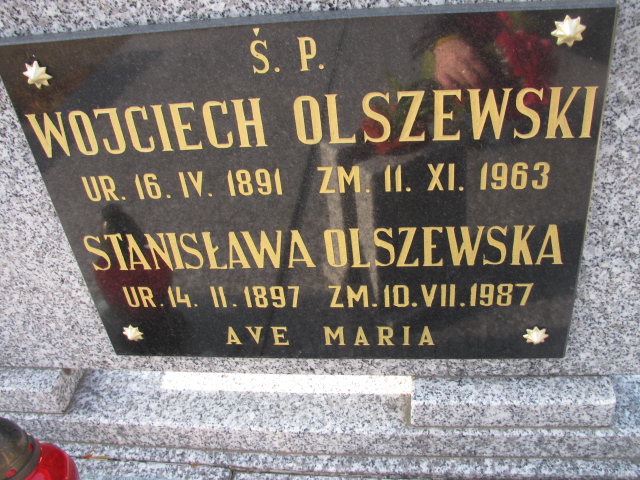 Ś. P.
WOJCIECH OLSZEWSKI
UR. 16. IV. 1891 ZM. 11. XI. 1963
STANISŁAWA OLSZEWSKA
UR. 14. II. 1897 ZM. 10. VII. 1987
AVE MARIA